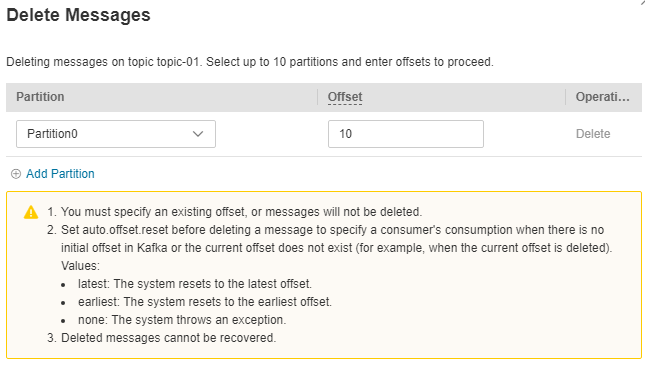 Delete Messages
Deleting messages on topic topic-01. Select up to 10 partitions and enter offsets to proceed.
Partition Offset Operati...
Partition0 10 Delete
Add Partition
1. You must specify an existing offset, or messages will not be deleted.
2. Set auto.offset.reset before deleting a message to specify a consumer's consumption when there is no
initial offset in Kafka or the current offset does not exist (for example, when the current offset is deleted).
Values:
• latest: The system resets to the latest offset.
• earliest: The system resets to the earliest offset.
• none: The system throws an exception.
3. Deleted messages cannot be recovered.